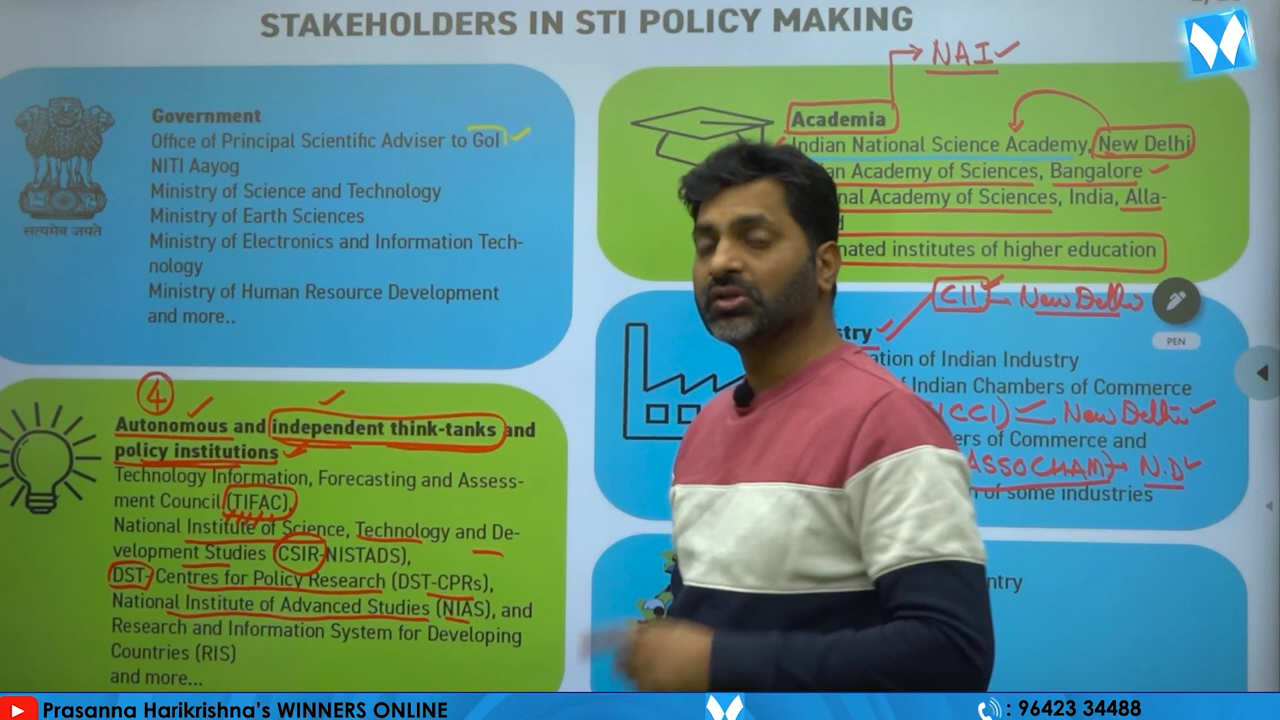 STAKEHOLDERS IN STI POLICY MAKING
Government
Office of Principal Scientific Adviser to GoI
NITI Aayog
Ministry of Science and Technology
Ministry of Earth Sciences
Ministry of Electronics and Information Tech-
nology
Ministry of Human Resource Development
and more..
सत्यमेव जयते
NAI
Academia
Indian National Science Academy, New Delhi
an Academy of Sciences, Bangalore
nal Academy of Sciences, India, Alla-
d
nated institutes of higher education
4
Autonomous and independent think-tanks and
policy institutions
Technology Information, Forecasting and Assess-
ment Council (TIFAC),
National Institute of Science, Technology and De-
velopment Studies (CSIR-NISTADS),
DST- Centres for Policy Research (DST-CPRs),
National Institute of Advanced Studies (NIAS), and
Research and Information System for Developing
Countries (RIS)
and more...
CII New Delhi
PEN
stry
ation of Indian Industry
f Indian Chambers of Commerce
ICCI) New Delhi
ers of Commerce and
ASSOCHAM N.D
n of some industries
ntry
Prasanna Harikrishna's WINNERS ONLINE
: 96423 34488